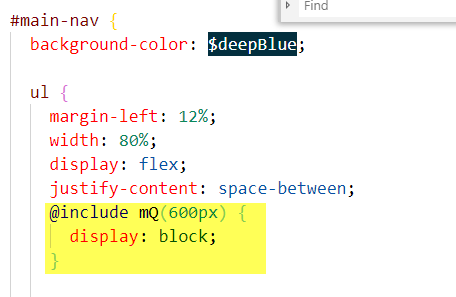 Find
#main-nav {
background-color: $deepBlue;
ul {
margin-left: 12%;
width: 80%;
display: flex;
justify-content: space-between;
@include mQ(600px) {
display: block;
}